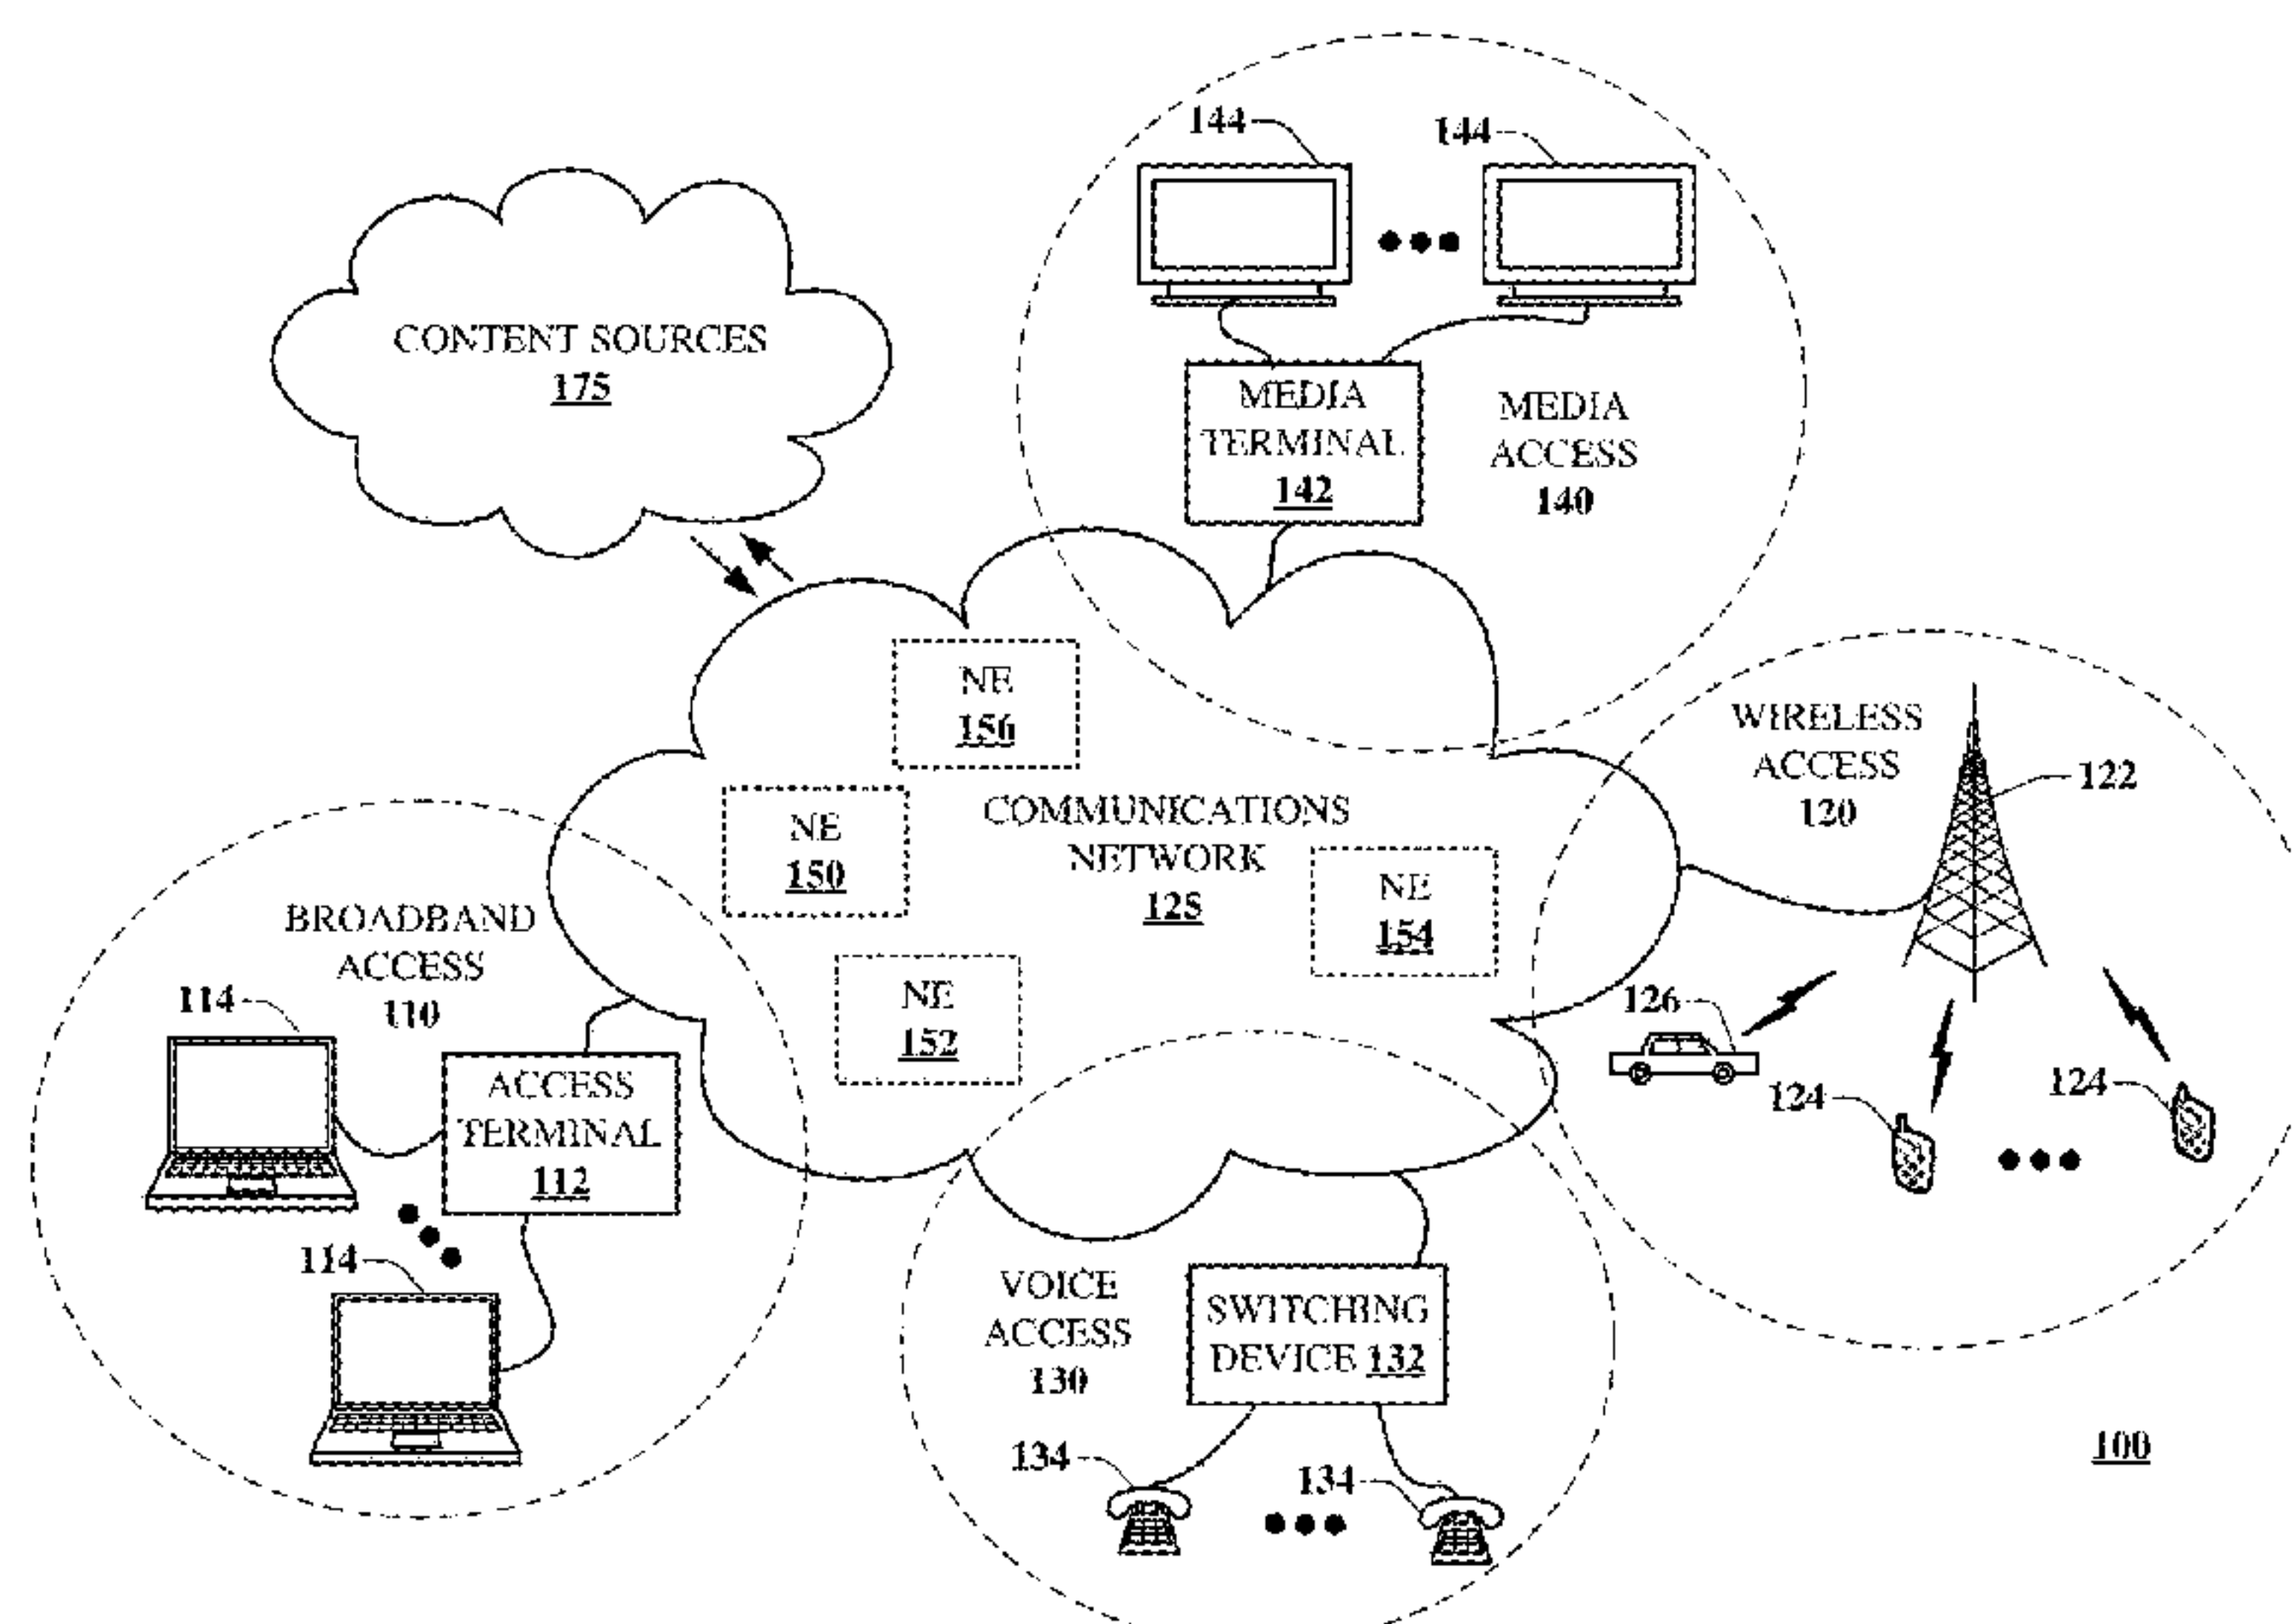 144
144
CONTENT SOURCES
175
MEDIA
TERMINAL
142
MEDIA
ACCESS
140
NE
156
WIRELESS
ACCESS
120
122
NE
150
COMMUNICATIONS
NETWORK
125
NE
154
BROADBAND
ACCESS
110
114
NE
152
126
124
124
ACCESS
TERMINAL
112
114
VOICE
ACCESS
130
SWITCHING
DEVICE 132
134
134
100